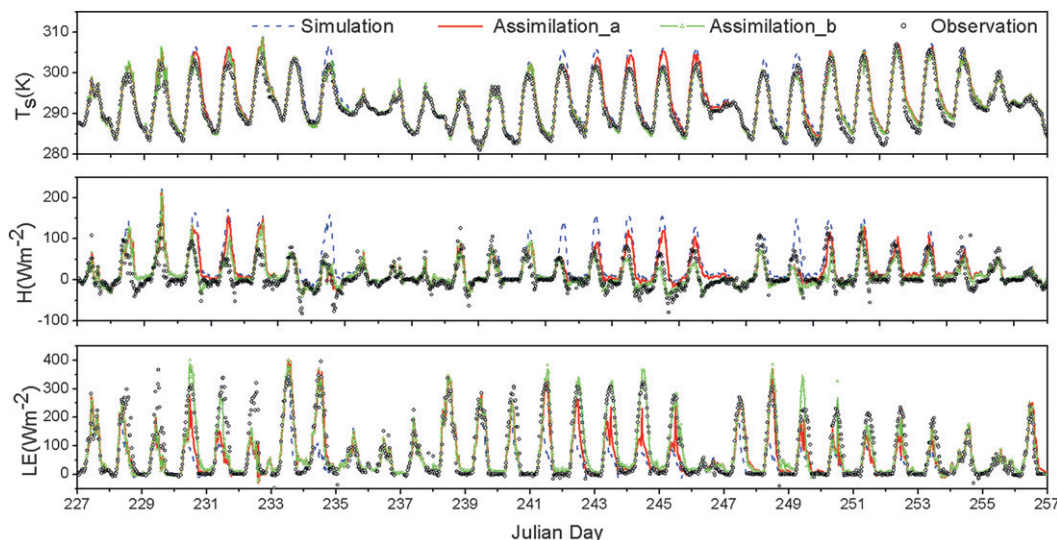 Simulation Assimilation_a Assimilation_b Observation
310
300
290
280
Ts(K)
200
100
0
-100
H(Wm-2)
400
300
200
100
0
LE(Wm-2)
227 229 231 233 235 237 239 241 243 245 247 249 251 253 255 257
Julian Day